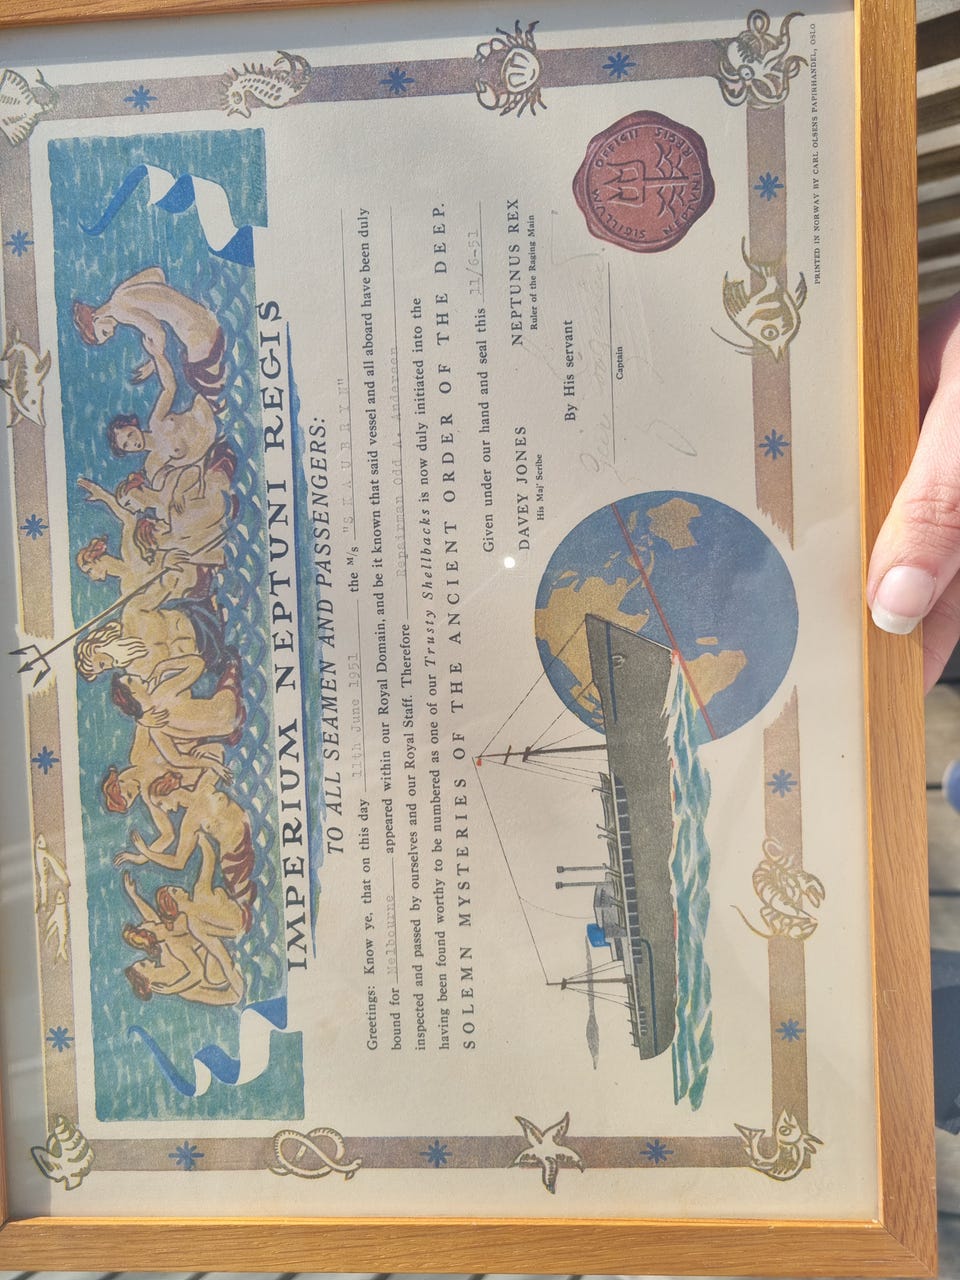 IMPERIUM NEPTUNI REGIS
TO ALL SEAMEN AND PASSENGERS:
Greetings: Know ye, that on this day 11th June 1951 the M/s "SKAUBRYN"
bound for Melbourne appeared within our Royal Domain, and be it known that said vessel and all aboard have been duly
inspected and passed by ourselves and our Royal Staff. Therefore Repairman Odd A. Andersen
having been found worthy to be numbered as one of our Trusty Shellbacks is now duly initiated into the
SOLEMN MYSTERIES OF THE ANCIENT ORDER OF THE DEEP.
Given under our hand and seal this 11/6-51
DAVEY JONES
His Maj' Scribe
NEPTUNUS REX
Ruler of the Raging Main
By His servant
Captain
SIGILLVM OFFICII REGIS NEPTVNI
PRINTED IN NORWAY BY CARL OLSENS PAPIRHANDEL, OSLO